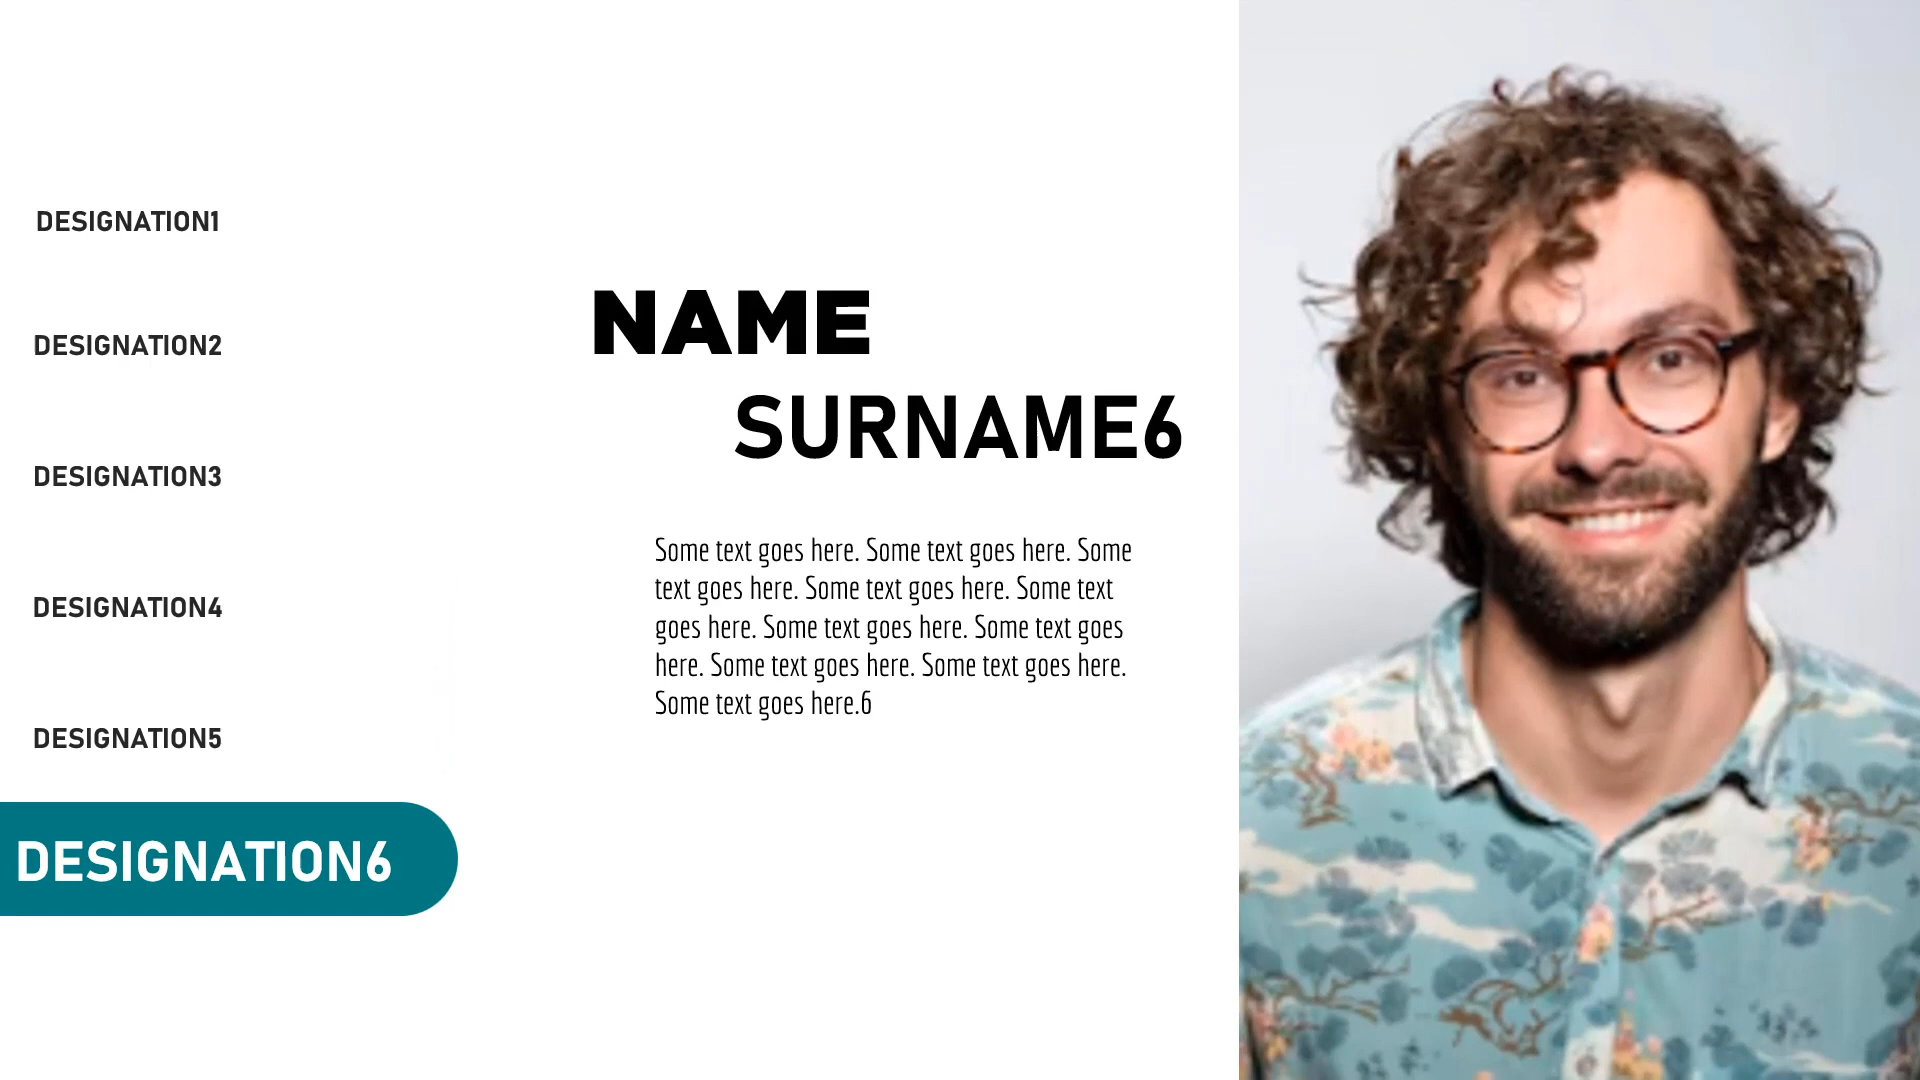 DESIGNATION1
DESIGNATION2
DESIGNATION3
DESIGNATION4
DESIGNATION5
DESIGNATION6
NAME
SURNAME6
Some text goes here. Some text goes here. Some
text goes here. Some text goes here. Some text
goes here. Some text goes here. Some text goes
here. Some text goes here. Some text goes here.
Some text goes here.6